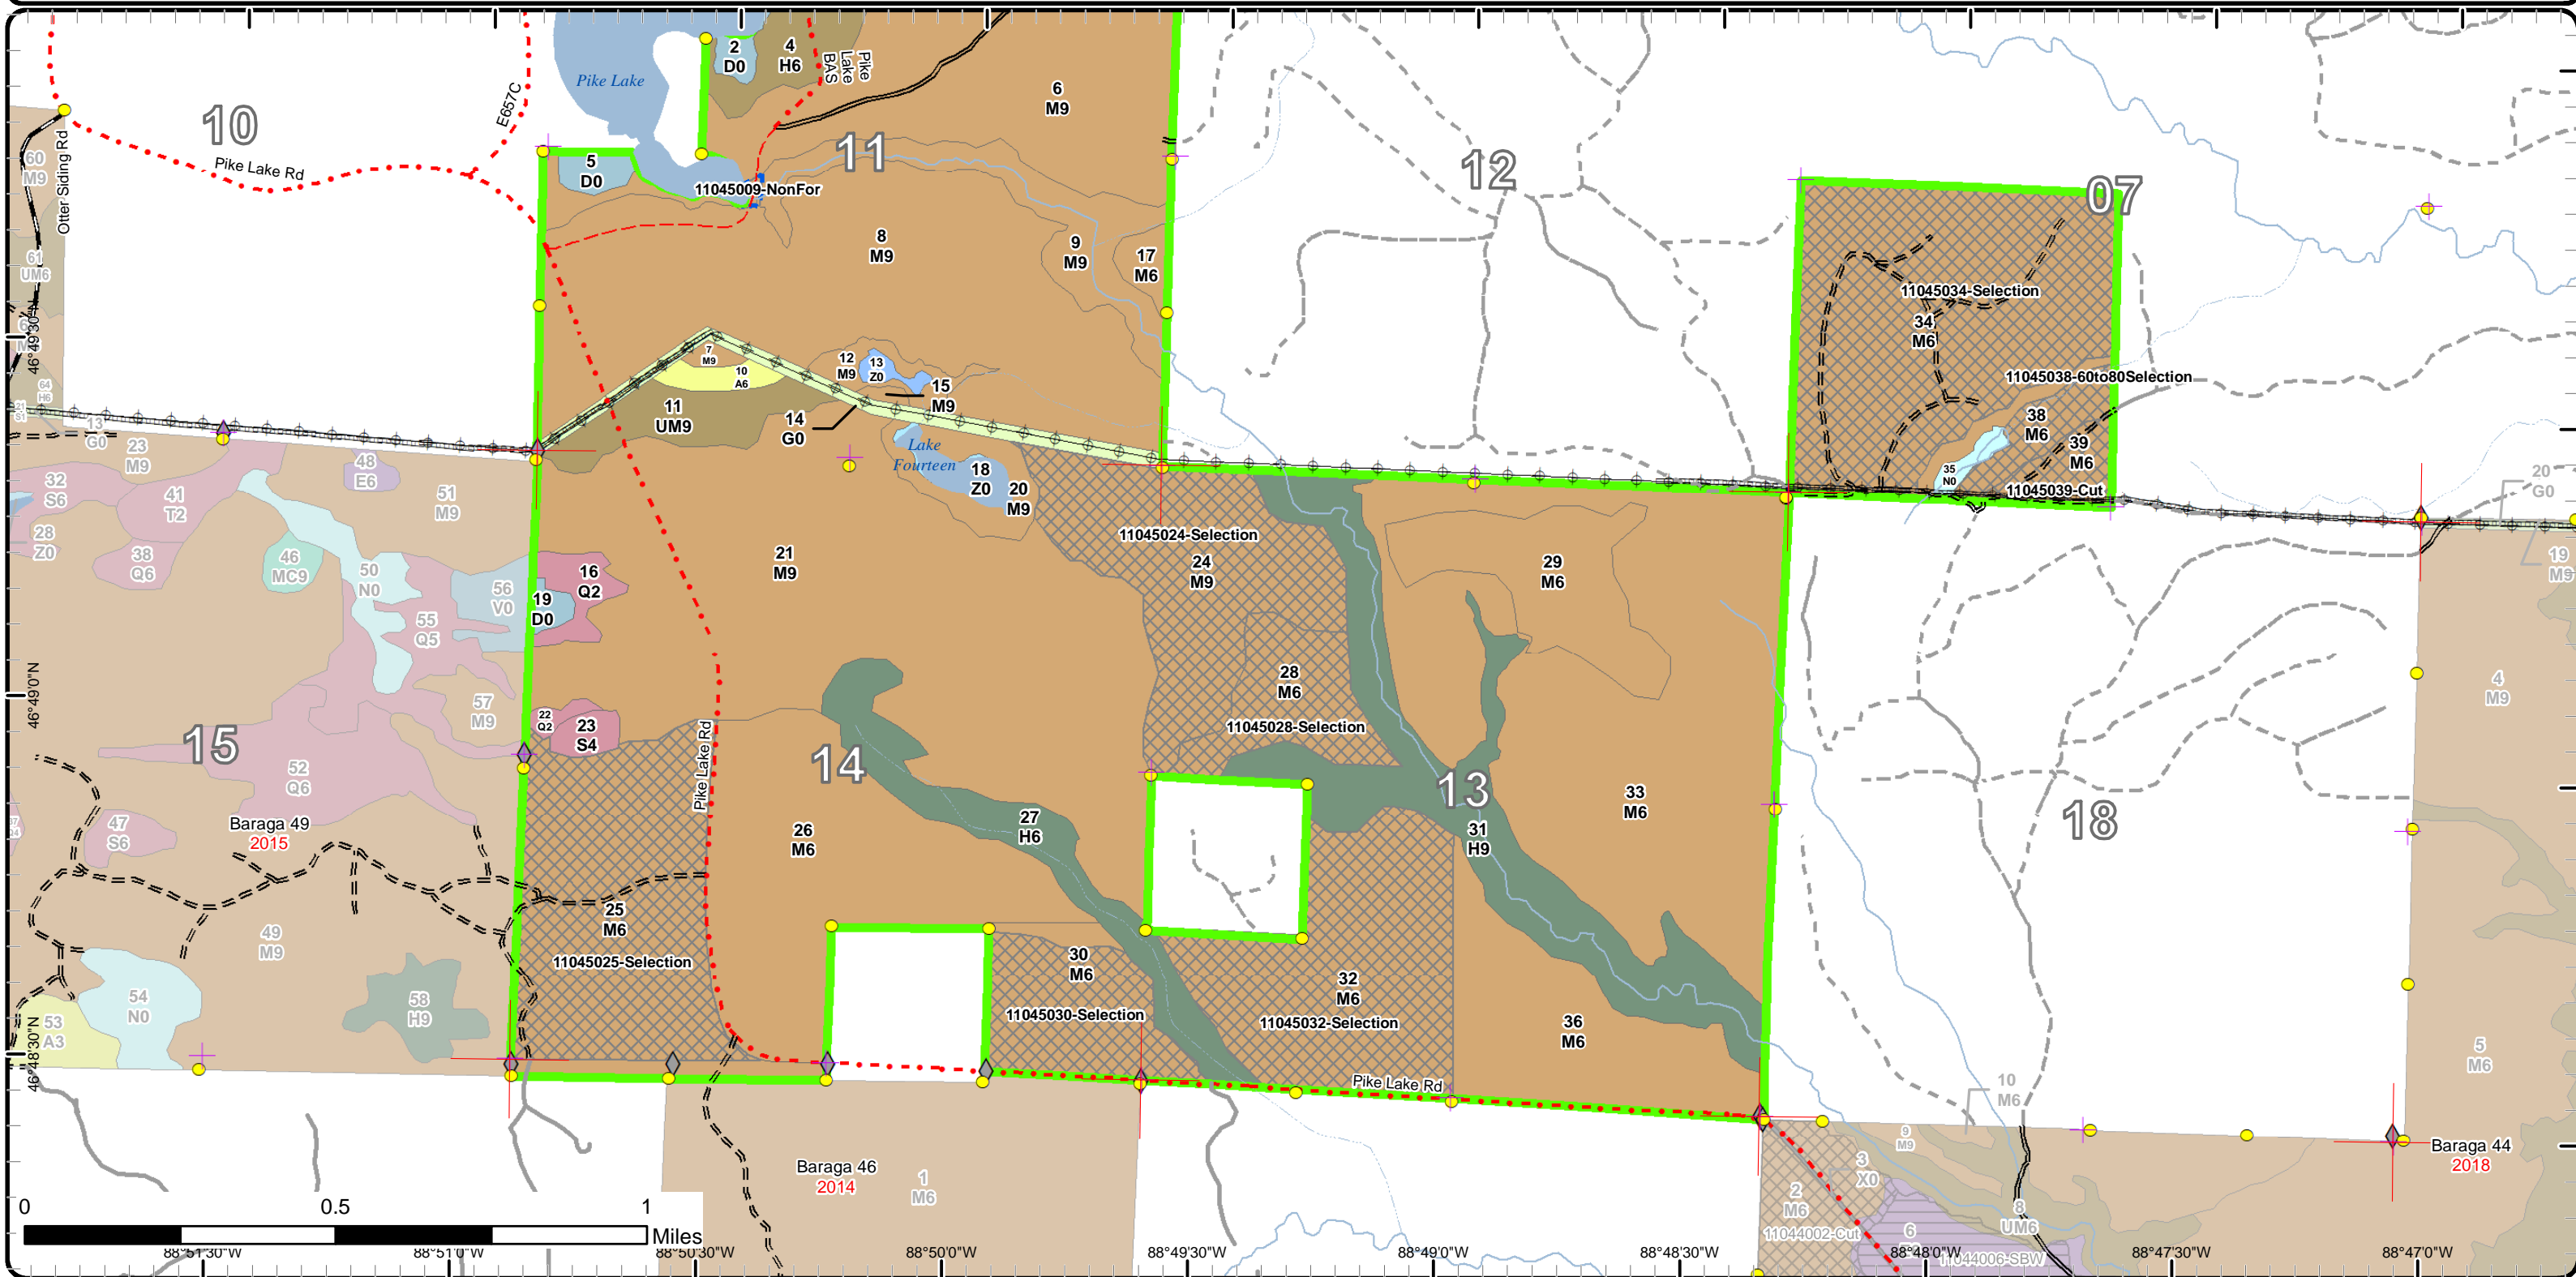 Pike Lake
2
D0
4
H6
Pike
Lake
BAS
6
M9
10
E657C
Pike Lake Rd
Otter Siding Rd
60
M9
61
UM6
5
D0
11045009-NonFor
11
12
07
8
M9
9
M9
17
M6
11045034-Selection
34
M6
11045038-60to80Selection
38
M6
39
M6
35
N0
11045039-Cut
46°49'30"N
64
H6
7
M9
10
A6
12
M9
13
Z0
15
M9
11
UM9
14
G0
Lake
Fourteen
18
Z0
20
M9
13
G0
23
M9
48
E6
51
M9
32
S6
41
T2
28
Z0
38
Q6
46
MC9
50
N0
56
V0
55
Q5
57
M9
16
Q2
19
D0
21
M9
11045024-Selection
24
M9
29
M6
20
G0
19
M9
28
M6
11045028-Selection
46°49'0"N
22
Q2
23
S4
Pike Lake Rd
15
14
13
18
4
M9
52
Q6
47
S6
Baraga 49
2015
26
M6
27
H6
31
H9
33
M6
25
M6
11045025-Selection
49
M9
54
N0
58
H9
53
A3
30
M6
11045030-Selection
32
M6
11045032-Selection
36
M6
46°48'30"N
Pike Lake Rd
5
M6
10
M6
9
M9
3
X0
2
M6
11044002-Cut
6
8
UM6
11044006-SBW
Baraga 44
2018
Baraga 46
2014
1
M6
0
0.5
1
Miles
88°51'30"W
88°51'0"W
88°50'30"W
88°50'0"W
88°49'30"W
88°49'0"W
88°48'30"W
88°48'0"W
88°47'30"W
88°47'0"W